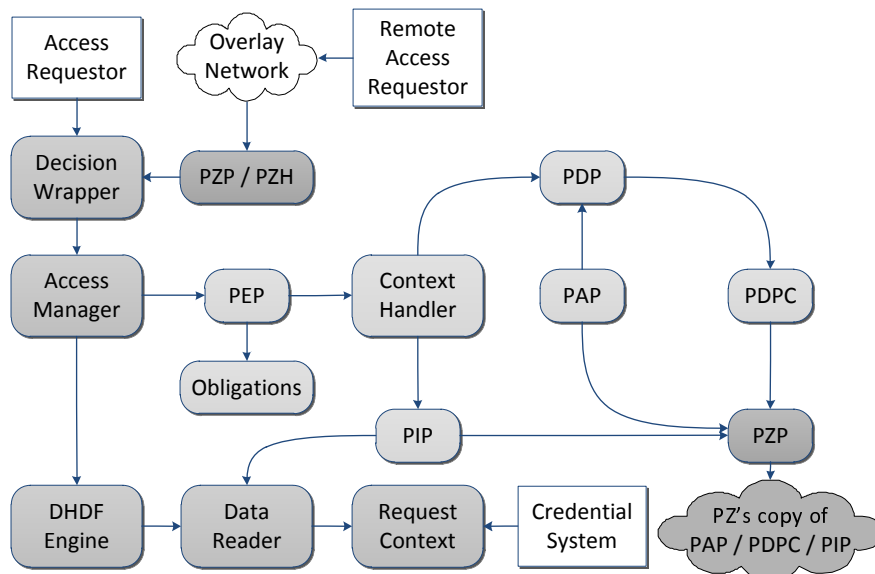 Access
Requestor
Overlay
Network
Remote
Access
Requestor
Decision
Wrapper
PZP / PZH
PDP
Access
Manager
PEP
Context
Handler
PAP
PDPC
Obligations
PIP
PZP
DHDF
Engine
Data
Reader
Request
Context
Credential
System
PZ's copy of
PAP / PDPC / PIP